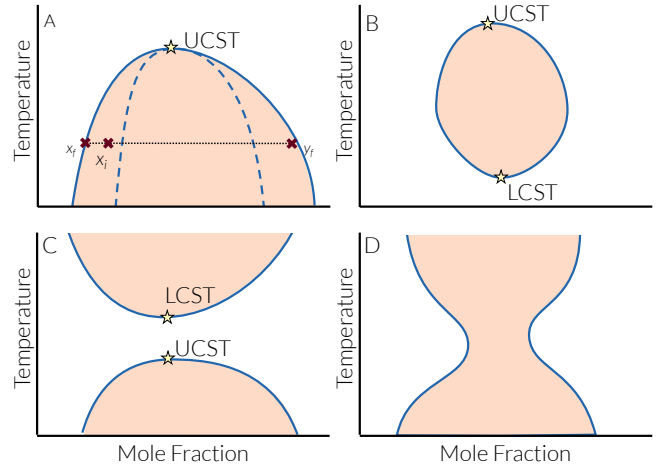 A
UCST
x_f
x_i
y_f
Temperature
B
UCST
LCST
Temperature
C
LCST
UCST
Temperature
Mole Fraction
D
Temperature
Mole Fraction